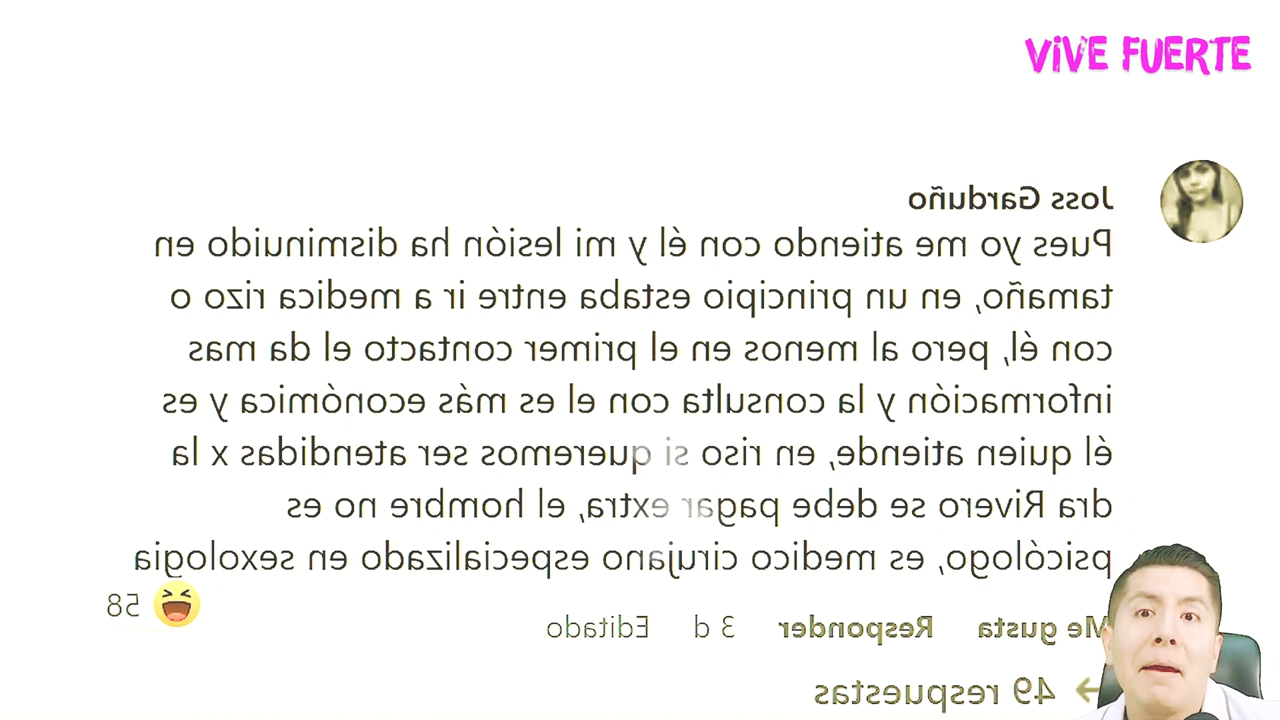 VIVE FUERTE
Joss Garduño
Pues yo me atiendo con él y mi lesión ha disminuido en
tamaño, en un principio estaba entre ir a medica rizo o
con él, pero al menos en el primer contacto el da mas
información y la consulta con el es más económica y es
él quien atiende, en riso si queremos ser atendidas x la
dra Rivero se debe pagar extra, el hombre no es
psicólogo, es medico cirujano especializado en sexologia
58
Me gusta Responder 3 d Editado
49 respuestas